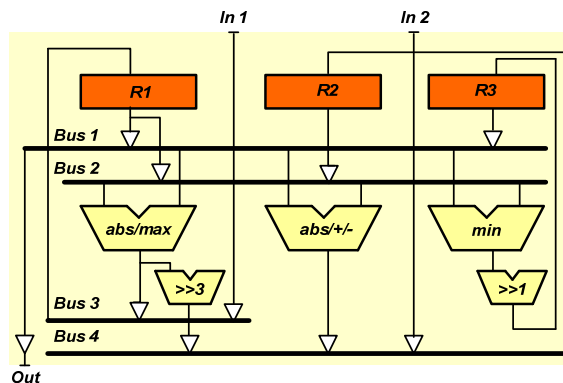 In 1
In 2
R1
R2
R3
Bus 1
Bus 2
abs/max
abs/+/-
min
>>3
>>1
Bus 3
Bus 4
Out